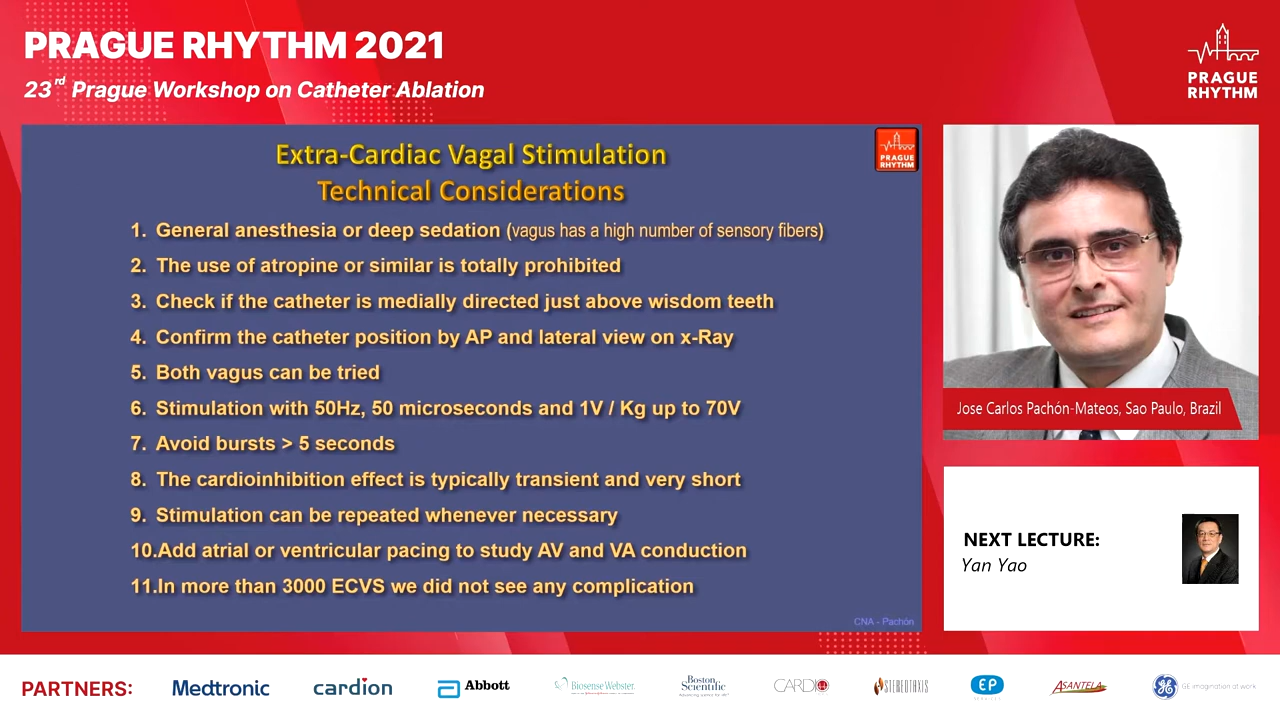 PRAGUE RHYTHM 2021
23rd Prague Workshop on Catheter Ablation
PRAGUE
RHYTHM
Extra-Cardiac Vagal Stimulation
Technical Considerations
PRAGUE
RHYTHM
1. General anesthesia or deep sedation (vagus has a high number of sensory fibers)
2. The use of atropine or similar is totally prohibited
3. Check if the catheter is medially directed just above wisdom teeth
4. Confirm the catheter position by AP and lateral view on x-Ray
5. Both vagus can be tried
6. Stimulation with 50Hz, 50 microseconds and 1V / Kg up to 70V
7. Avoid bursts > 5 seconds
8. The cardioinhibition effect is typically transient and very short
9. Stimulation can be repeated whenever necessary
10.Add atrial or ventricular pacing to study AV and VA conduction
11.In more than 3000 ECVS we did not see any complication
CNA - Pachón
Jose Carlos Pachón-Mateos, Sao Paulo, Brazil
NEXT LECTURE:
Yan Yao
PARTNERS:
Medtronic
cardion
Abbott
Biosense Webster
Boston
Scientific
CARDIO
STEREOTAXIS
EP
ASANTELA
GE imagination at work